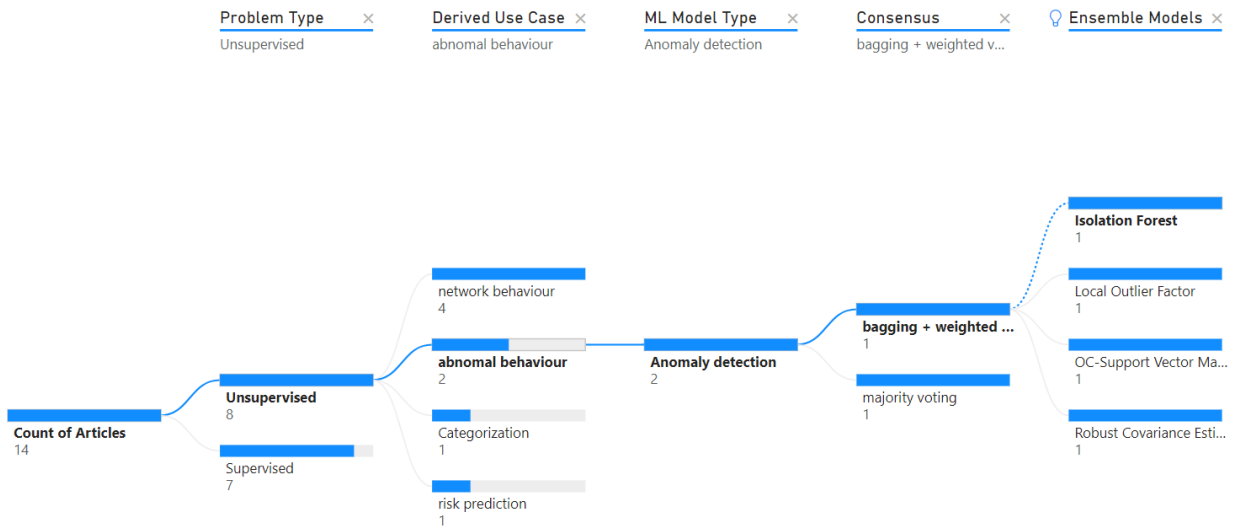 Problem Type
Unsupervised
Derived Use Case
abnomal behaviour
ML Model Type
Anomaly detection
Consensus
bagging + weighted v...
Ensemble Models
Count of Articles
14
Unsupervised
8
Supervised
7
network behaviour
4
abnomal behaviour
2
Categorization
1
risk prediction
1
Anomaly detection
2
bagging + weighted ...
1
majority voting
1
Isolation Forest
1
Local Outlier Factor
1
OC-Support Vector Ma...
1
Robust Covariance Esti...
1